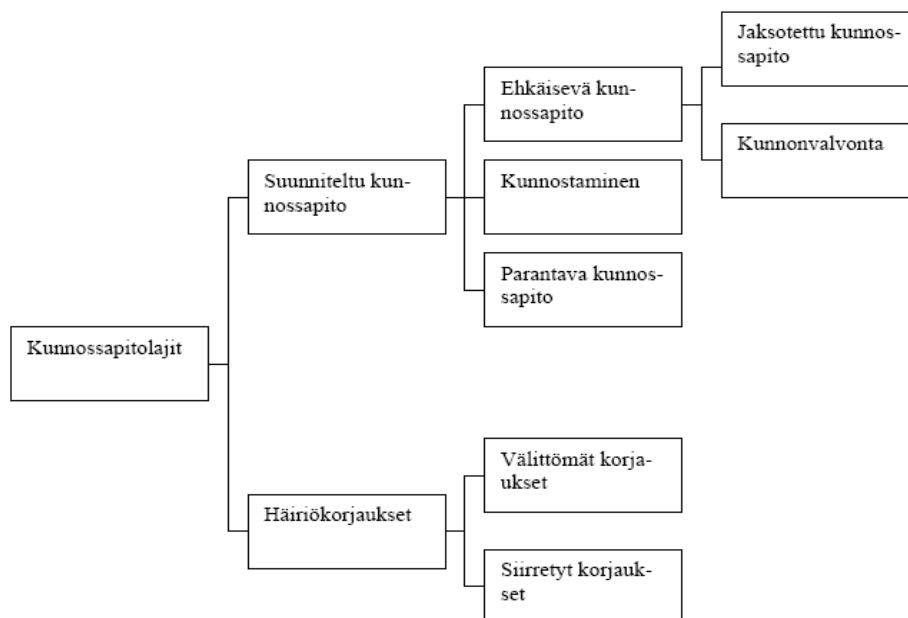 Jaksotettu kunnos-
sapito
Ehkäisevä kun-
nossapito
Kunnonvalvonta
Suunniteltu kun-
nossapito
Kunnostaminen
Parantava kunnos-
sapito
Kunnossapitolajit
Välittömät korja-
ukset
Häiriökorjaukset
Siirretyt korjauk-
set